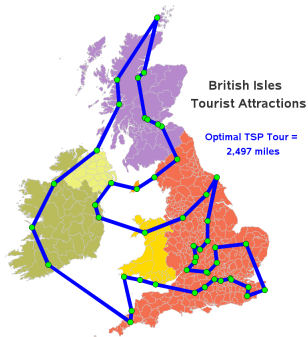 British Isles
Tourist Attractions
Optimal TSP Tour =
2,497 miles